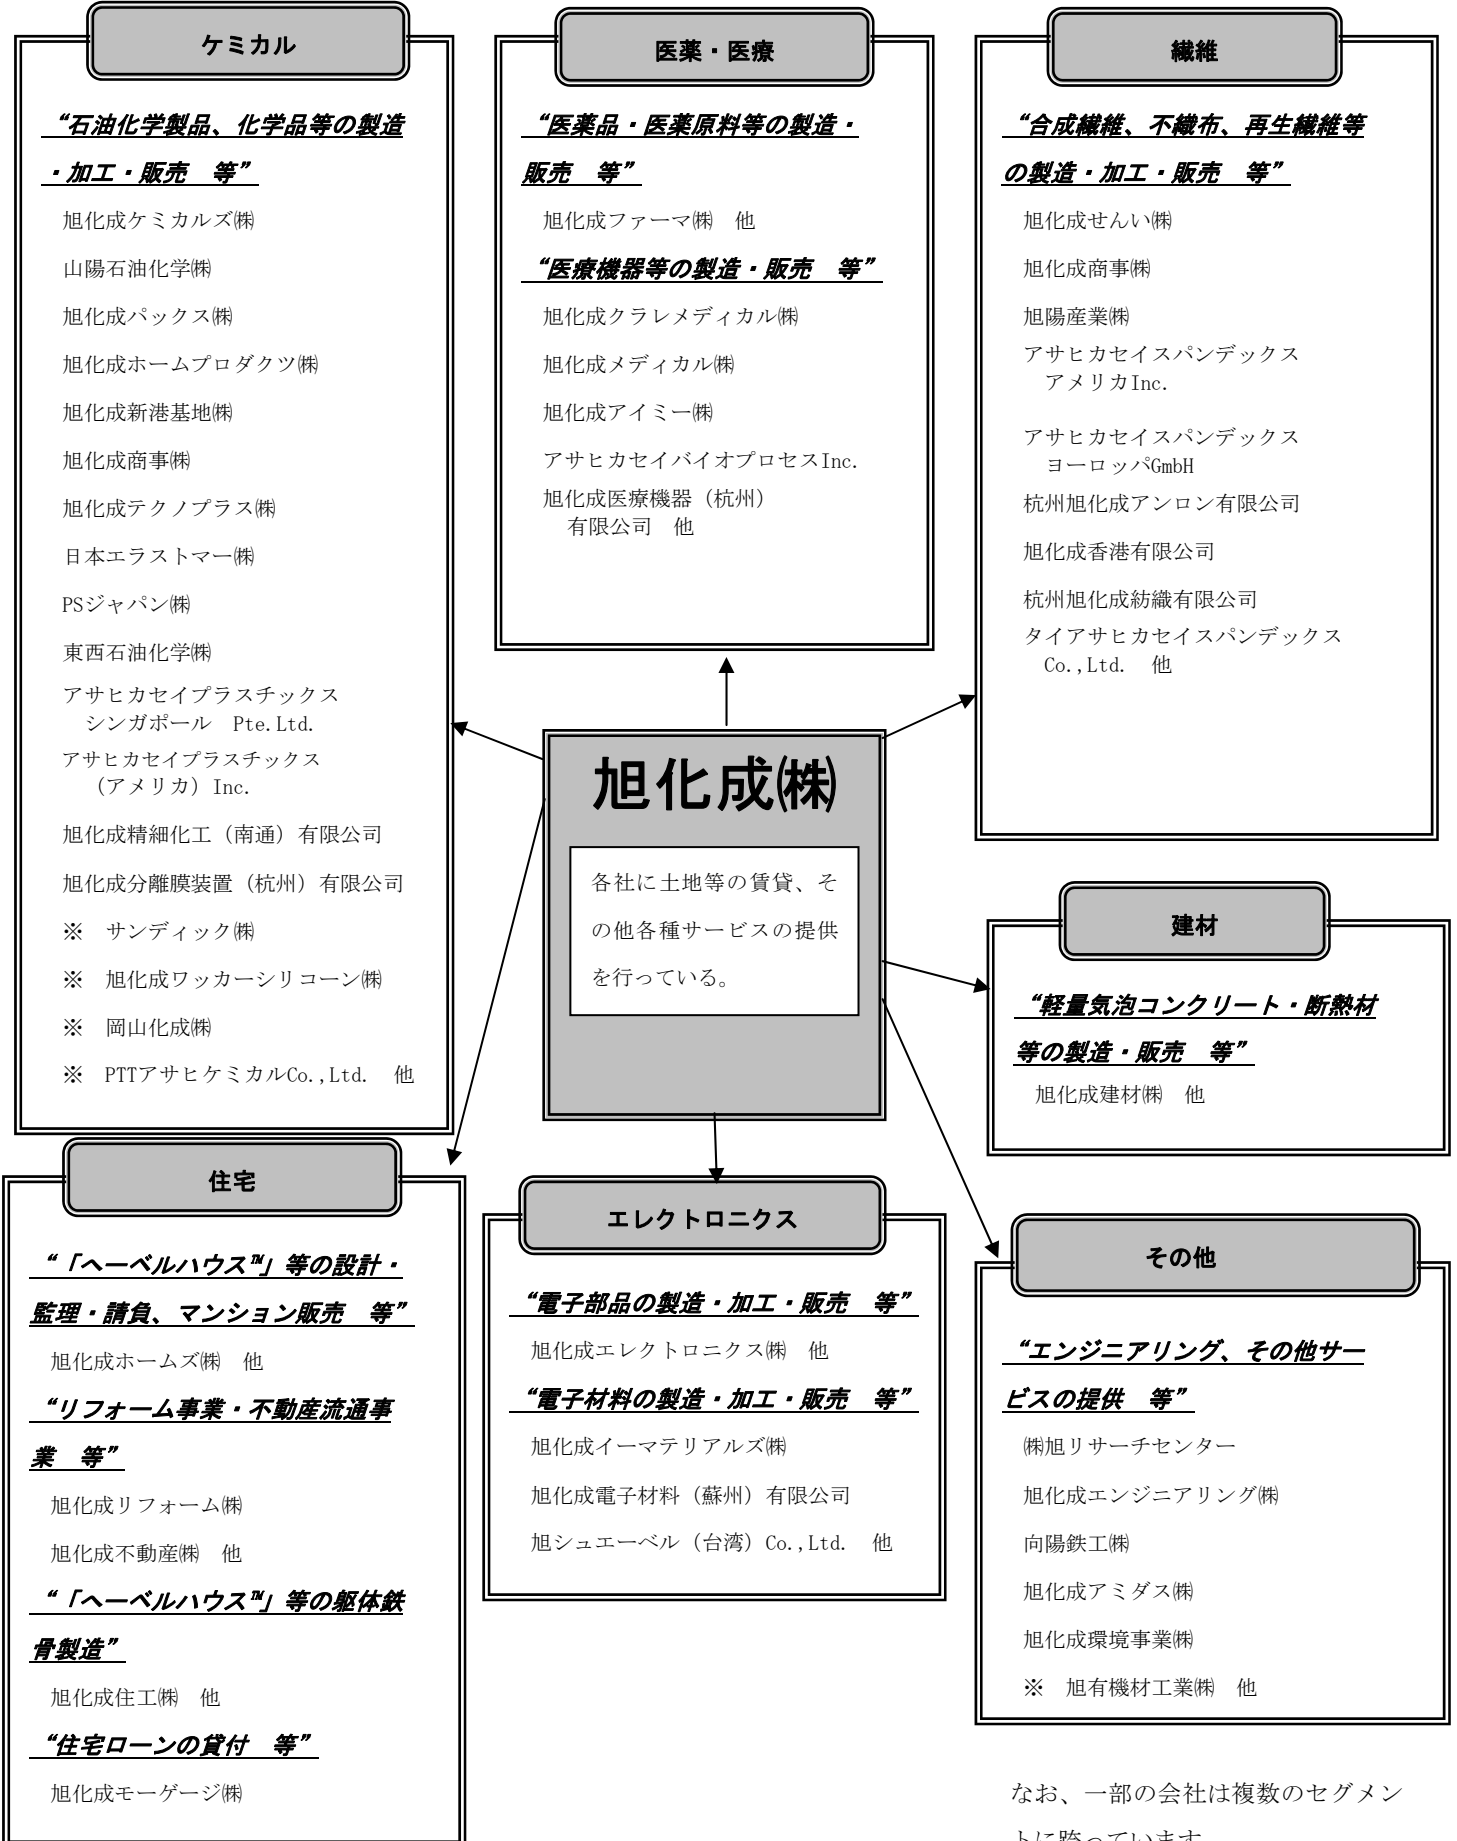 ケミカル
“石油化学製品、化学品等の製造
・加工・販売　等”
旭化成ケミカルズ㈱
山陽石油化学㈱
旭化成パックス㈱
旭化成ホームプロダクツ㈱
旭化成新港基地㈱
旭化成商事㈱
旭化成テクノプラス㈱
日本エラストマー㈱
PSジャパン㈱
東西石油化学㈱
アサヒカセイプラスチックス
シンガポール　Pte.Ltd.
アサヒカセイプラスチックス
（アメリカ）Inc.
旭化成精細化工（南通）有限公司
旭化成分離膜装置（杭州）有限公司
※　サンディック㈱
※　旭化成ワッカーシリコーン㈱
※　岡山化成㈱
※　PTTアサヒケミカルCo.,Ltd.　他
医薬・医療
“医薬品・医薬原料等の製造・
販売　等”
旭化成ファーマ㈱　他
“医療機器等の製造・販売　等”
旭化成クラレメディカル㈱
旭化成メディカル㈱
旭化成アイミー㈱
アサヒカセイバイオプロセスInc.
旭化成医療機器（杭州）
有限公司　他
繊維
“合成繊維、不織布、再生繊維等
の製造・加工・販売　等”
旭化成せんい㈱
旭化成商事㈱
旭陽産業㈱
アサヒカセイスパンデックス
アメリカInc.
アサヒカセイスパンデックス
ヨーロッパGmbH
杭州旭化成アンロン有限公司
旭化成香港有限公司
杭州旭化成紡織有限公司
タイアサヒカセイスパンデックス
Co.,Ltd.　他
旭化成㈱
各社に土地等の賃貸、そ
の他各種サービスの提供
を行っている。
建材
“軽量気泡コンクリート・断熱材
等の製造・販売　等”
旭化成建材㈱　他
住宅
“「ヘーベルハウス™」等の設計・
監理・請負、マンション販売　等”
旭化成ホームズ㈱　他
“リフォーム事業・不動産流通事
業　等”
旭化成リフォーム㈱
旭化成不動産㈱　他
“「ヘーベルハウス™」等の躯体鉄
骨製造”
旭化成住工㈱　他
“住宅ローンの貸付　等”
旭化成モーゲージ㈱
エレクトロニクス
“電子部品の製造・加工・販売　等”
旭化成エレクトロニクス㈱　他
“電子材料の製造・加工・販売　等”
旭化成イーマテリアルズ㈱
旭化成電子材料（蘇州）有限公司
旭シュエーベル（台湾）Co.,Ltd.　他
その他
“エンジニアリング、その他サー
ビスの提供　等”
㈱旭リサーチセンター
旭化成エンジニアリング㈱
向陽鉄工㈱
旭化成アミダス㈱
旭化成環境事業㈱
※　旭有機材工業㈱　他
なお、一部の会社は複数のセグメン
トに跨っています